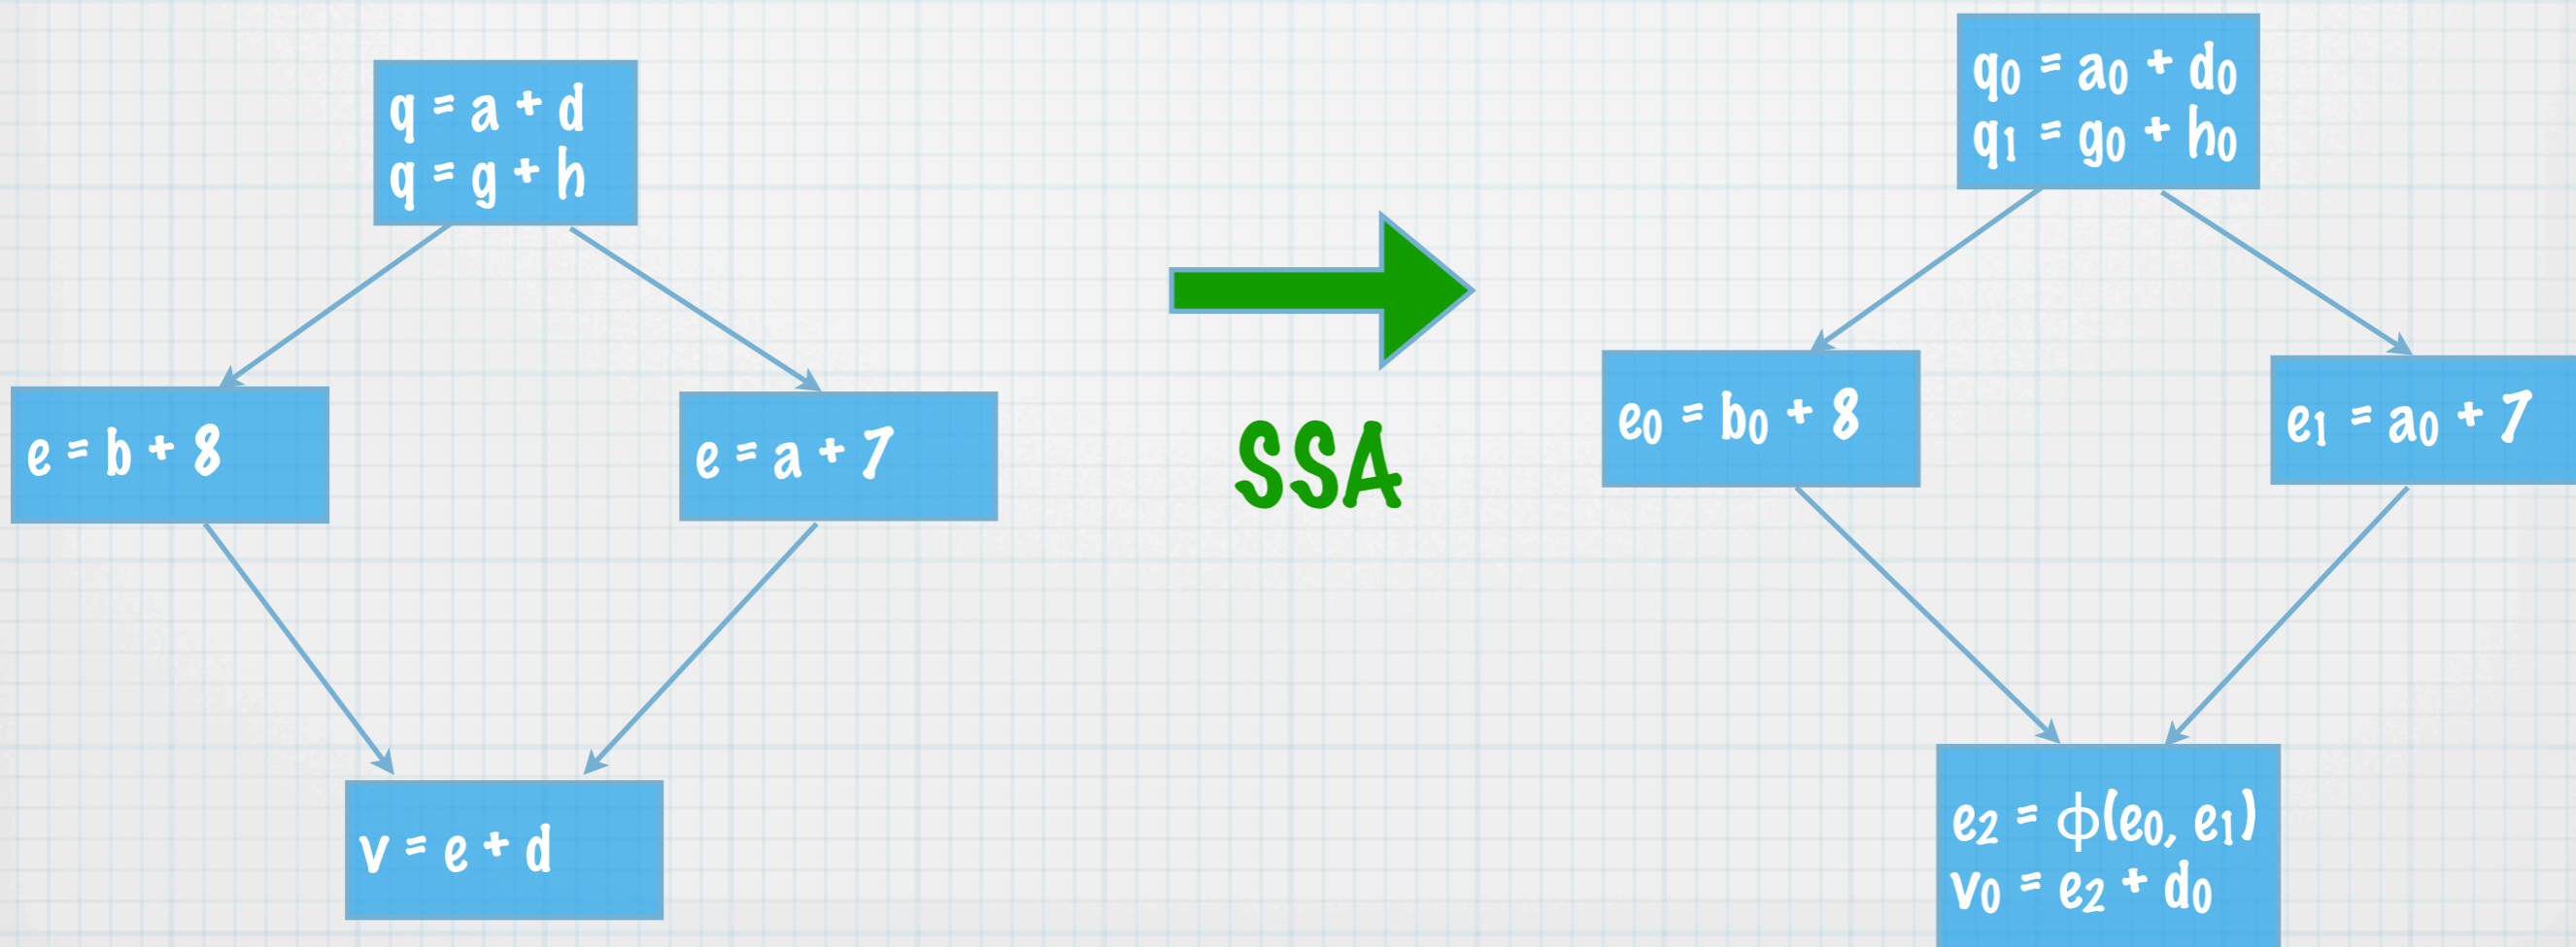 q = a + d
q = g + h
e = b + 8
e = a + 7
v = e + d
SSA
q₀ = a₀ + d₀
q₁ = g₀ + h₀
e₀ = b₀ + 8
e₁ = a₀ + 7
e₂ = ϕ(e₀, e₁)
v₀ = e₂ + d₀